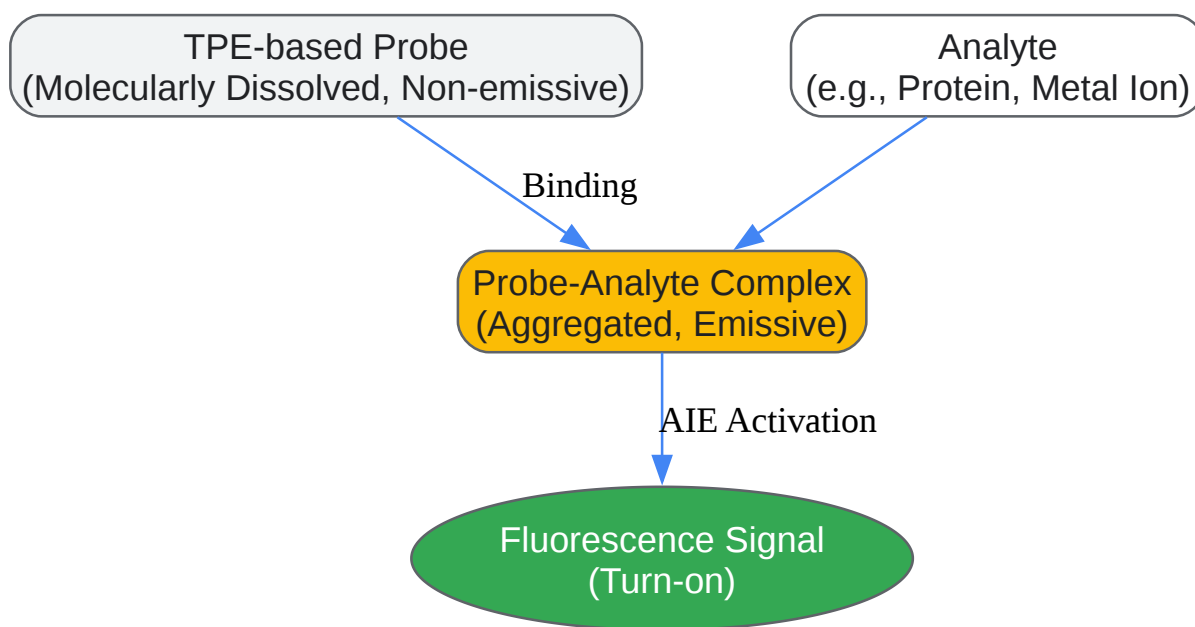 TPE-based Probe
(Molecularly Dissolved, Non-emissive)
Analyte
(e.g., Protein, Metal Ion)
Binding
Probe-Analyte Complex
(Aggregated, Emissive)
AIE Activation
Fluorescence Signal
(Turn-on)